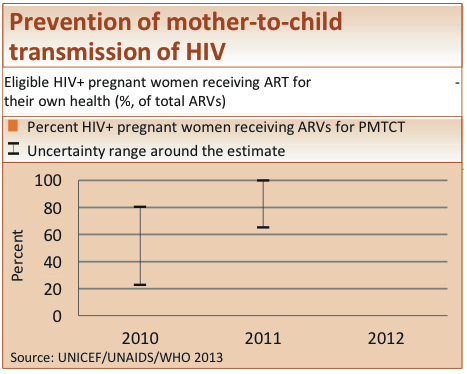 Prevention of mother-to-child
transmission of HIV
Eligible HIV+ pregnant women receiving ART for -
their own health (%, of total ARVs)
Percent HIV+ pregnant women receiving ARVs for PMTCT
Uncertainty range around the estimate
100
80
60
40
20
0
Percent
2010 2011 2012
Source: UNICEF/UNAIDS/WHO 2013